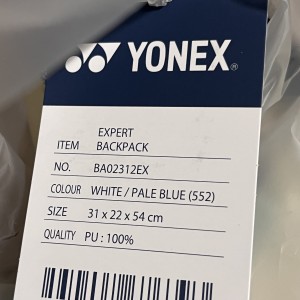 YONEX®
EXPERT
ITEM BACKPACK
NO. BA02312EX
COLOUR WHITE / PALE BLUE (552)
SIZE 31 x 22 x 54 cm
QUALITY PU : 100%